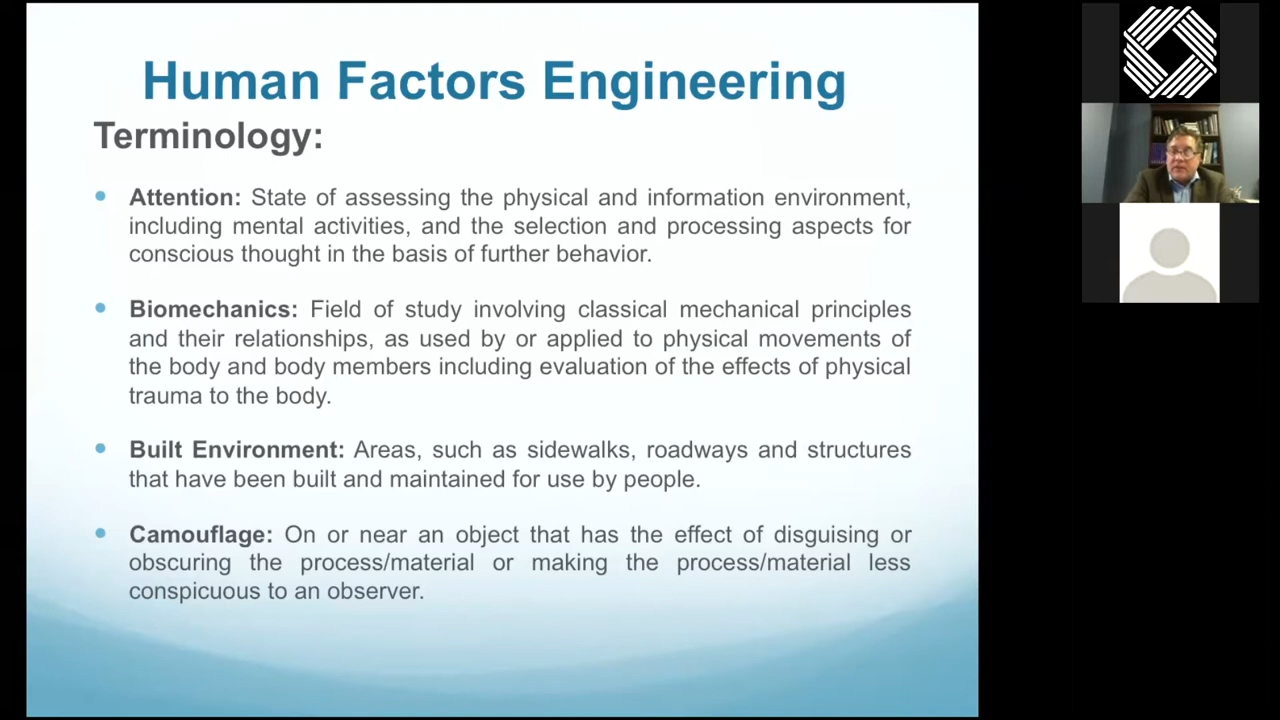 Human Factors Engineering
Terminology:
Attention: State of assessing the physical and information environment,
including mental activities, and the selection and processing aspects for
conscious thought in the basis of further behavior.
Biomechanics: Field of study involving classical mechanical principles
and their relationships, as used by or applied to physical movements of
the body and body members including evaluation of the effects of physical
trauma to the body.
Built Environment: Areas, such as sidewalks, roadways and structures
that have been built and maintained for use by people.
Camouflage: On or near an object that has the effect of disguising or
obscuring the process/material or making the process/material less
conspicuous to an observer.